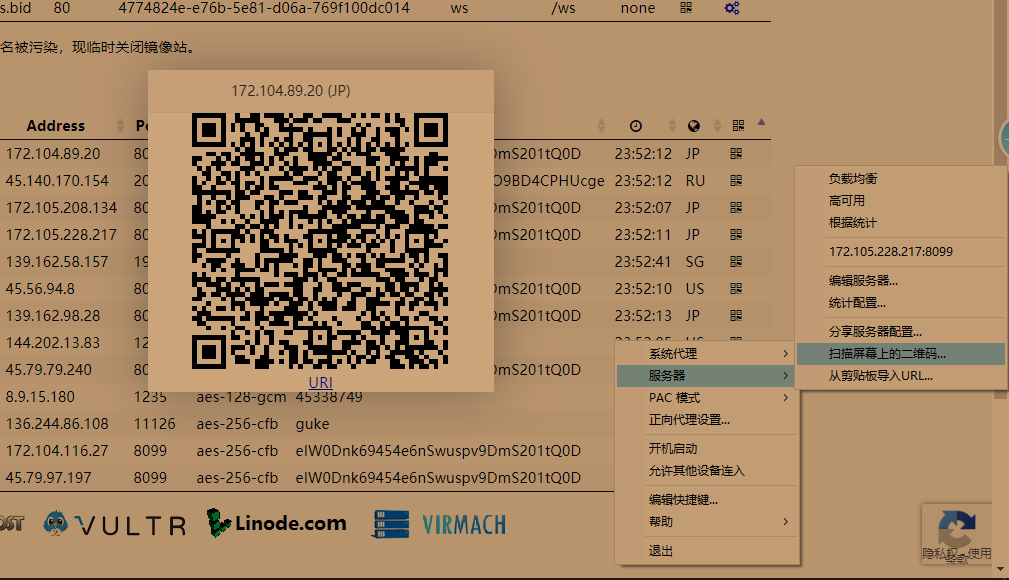 s.bid 80 4774824e-e76b-5e81-d06a-769f100dc014 ws /ws none
名被污染，现临时关闭镜像站。
172.104.89.20 (JP)
Address Po
172.104.89.20 80 DmS201tQ0D 23:52:12 JP
45.140.170.154 20 O9BD4CPHUcge 23:52:12 RU
172.105.208.134 80 DmS201tQ0D 23:52:07 JP
172.105.228.217 80 DmS201tQ0D 23:52:11 JP
139.162.58.157 19 23:52:41 SG
45.56.94.8 80 DmS201tQ0D 23:52:10 US
139.162.98.28 80 DmS201tQ0D 23:52:13 JP
144.202.13.83 12
45.79.79.240 80 DmS201tQ0D
URI
8.9.15.180 1235 aes-128-gcm 45338749
136.244.86.108 11126 aes-256-cfb guke
172.104.116.27 8099 aes-256-cfb eIW0Dnk69454e6nSwuspv9DmS201tQ0D
45.79.97.197 8099 aes-256-cfb eIW0Dnk69454e6nSwuspv9DmS201tQ0D
OST VULTR Linode.com VIRMACH
系统代理
服务器
PAC 模式
正向代理设置...
开机启动
允许其他设备连入
编辑快捷键...
帮助
退出
负载均衡
高可用
根据统计
172.105.228.217:8099
编辑服务器...
统计配置...
分享服务器配置...
扫描屏幕上的二维码...
从剪贴板导入URL...
隐私权 - 使用
条款